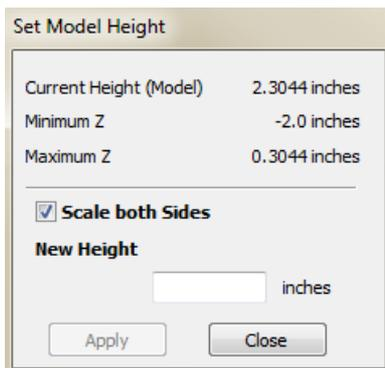 Set Model Height
Current Height (Model) 2.3044 inches
Minimum Z -2.0 inches
Maximum Z 0.3044 inches
Scale both Sides
New Height
inches
Apply Close